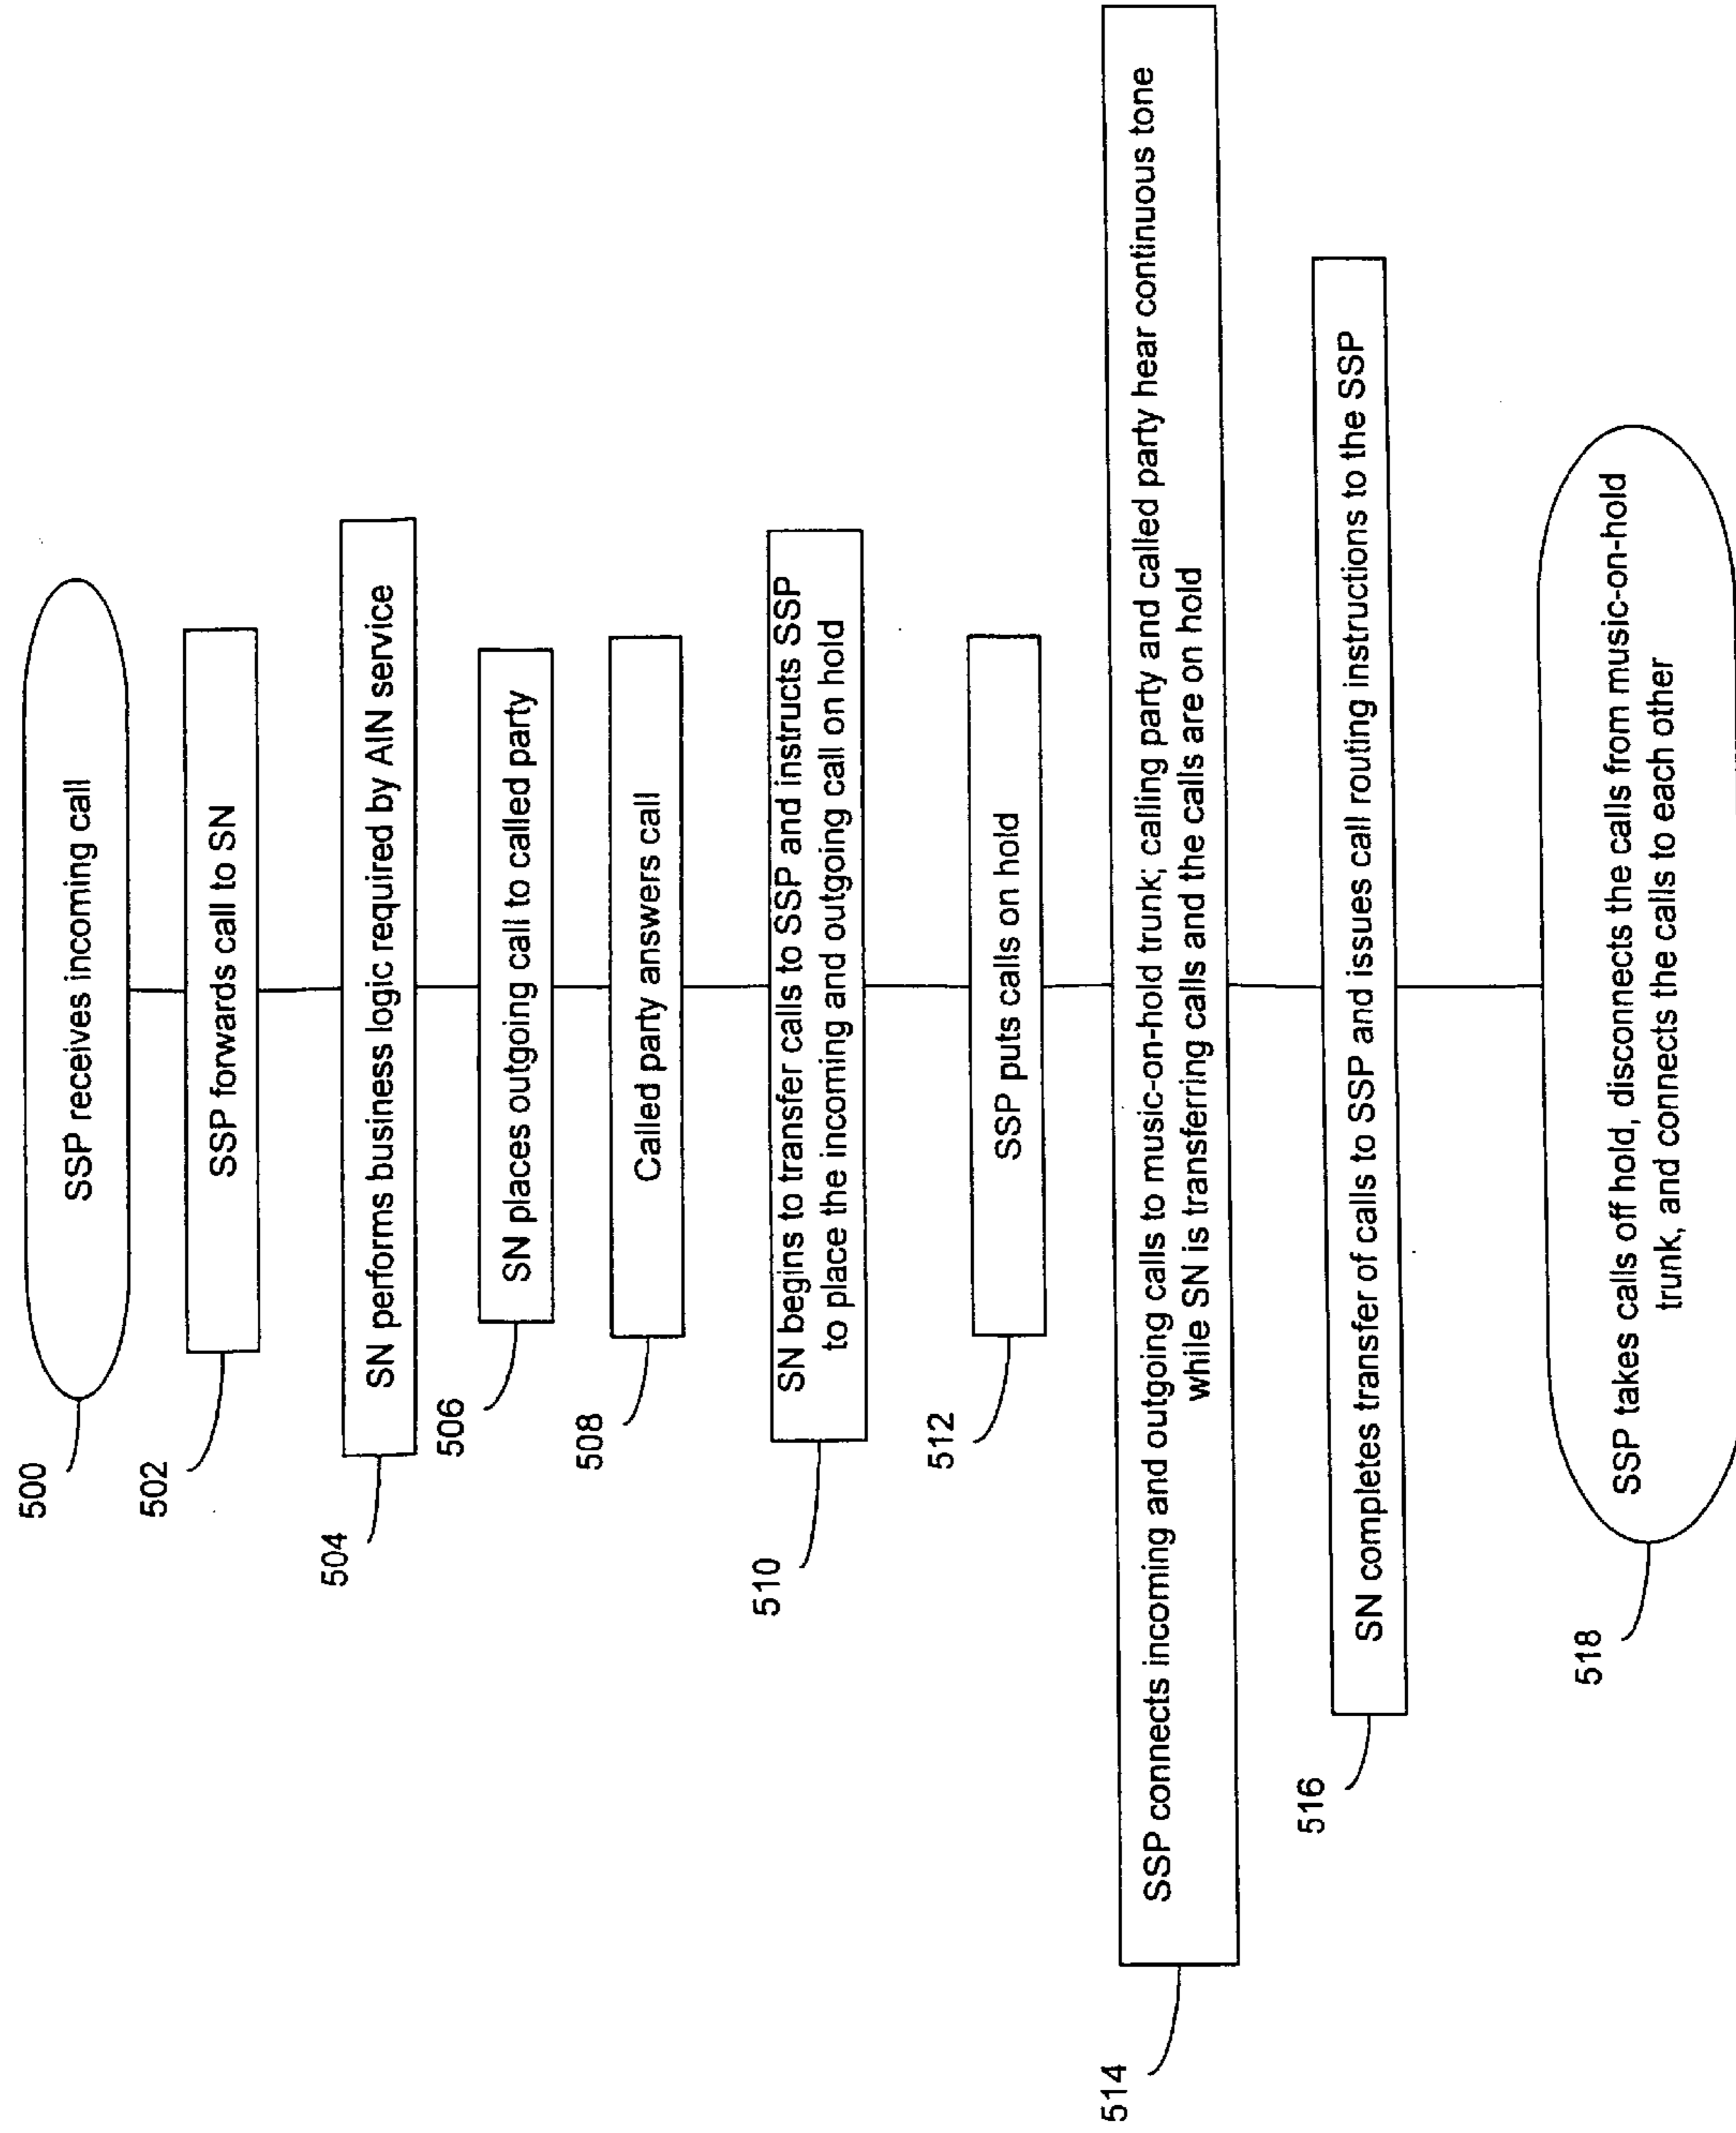 500
SSP receives incoming call
502
SSP forwards call to SN
504
SN performs business logic required by AIN service
506
SN places outgoing call to called party
508
Called party answers call
510
SN begins to transfer calls to SSP and instructs SSP
to place the incoming and outgoing call on hold
512
SSP puts calls on hold
514
SSP connects incoming and outgoing calls to music-on-hold trunk; calling party and called party hear continuous tone
while SN is transferring calls and the calls are on hold
516
SN completes transfer of calls to SSP and issues call routing instructions to the SSP
518
SSP takes calls off hold, disconnects the calls from music-on-hold
trunk, and connects the calls to each other